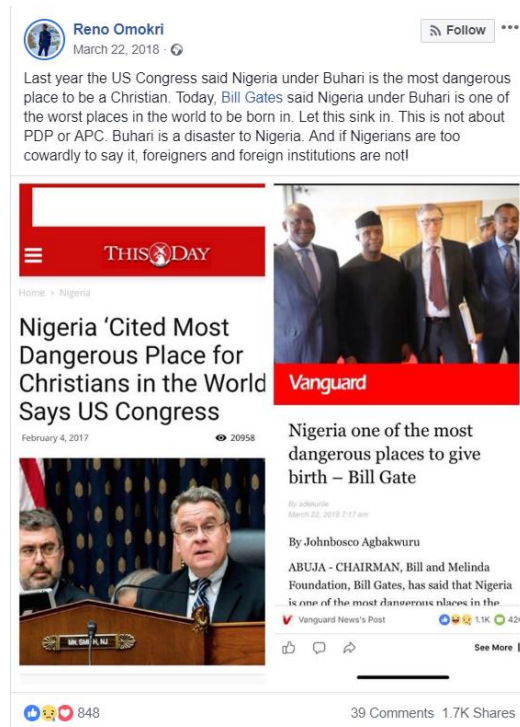 Reno Omokri
March 22, 2018 ·
Follow
Last year the US Congress said Nigeria under Buhari is the most dangerous
place to be a Christian. Today, Bill Gates said Nigeria under Buhari is one of
the worst places in the world to be born in. Let this sink in. This is not about
PDP or APC. Buhari is a disaster to Nigeria. And if Nigerians are too
cowardly to say it, foreigners and foreign institutions are not!
THISDAY
Home › Nigeria
Nigeria ‘Cited Most
Dangerous Place for
Christians in the World
Says US Congress
February 4, 2017
20958
MR. SMITH, NJ
Vanguard
Nigeria one of the most
dangerous places to give
birth – Bill Gate
By adekunle
March 22, 2018 7:17 am
By Johnbosco Agbakwuru
ABUJA - CHAIRMAN, Bill and Melinda
Foundation, Bill Gates, has said that Nigeria
is one of the most dangerous places in the
Vanguard News's Post
1.1K
42
See More
848
39 Comments 1.7K Shares